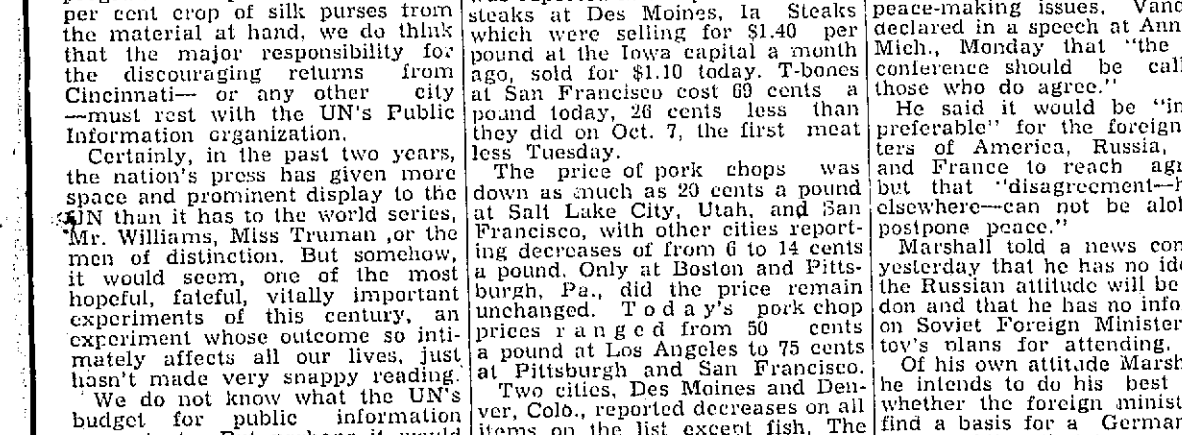 per cent crop of silk purses from
the material at hand, we do think
that the major responsibility for
the discouraging returns from
Cincinnati— or any other city
—must rest with the UN's Public
Information organization.
Certainly, in the past two years,
the nation's press has given more
space and prominent display to the
UN than it has to the world series,
Mr. Williams, Miss Truman ,or the
men of distinction. But somehow,
it would seem, one of the most
hopeful, fateful, vitally important
experiments of this century, an
experiment whose outcome so inti-
mately affects all our lives, just
hasn't made very snappy reading.
We do not know what the UN's
budget for public information
it would
steaks at Des Moines, Ia Steaks
which were selling for $1.40 per
pound at the Iowa capital a month
ago, sold for $1.10 today. T-bones
at San Francisco cost 69 cents a
pound today, 26 cents less than
they did on Oct. 7, the first meat
less Tuesday.
The price of pork chops was
down as much as 20 cents a pound
at Salt Lake City, Utah, and San
Francisco, with other cities report-
ing decreases of from 6 to 14 cents
a pound. Only at Boston and Pitts-
burgh, Pa., did the price remain
unchanged. Today's pork chop
prices ranged from 50 cents
a pound at Los Angeles to 75 cents
at Pittsburgh and San Francisco.
Two cities, Des Moines and Den-
ver, Colo., reported decreases on all
items on the list except fish. The
peace-making issues. Vand
declared in a speech at Ann
Mich., Monday that "the
conference should be call
those who do agree."
He said it would be "in
preferable" for the foreign
ters of America, Russia,
and France to reach agr
but that "disagreement—h
elsewhere—can not be alo
postpone peace."
Marshall told a news con
yesterday that he has no ide
the Russian attitude will be
don and that he has no info
on Soviet Foreign Minister
tov's plans for attending.
Of his own attitude Marsh
he intends to do his best
whether the foreign minist
find a basis for a German